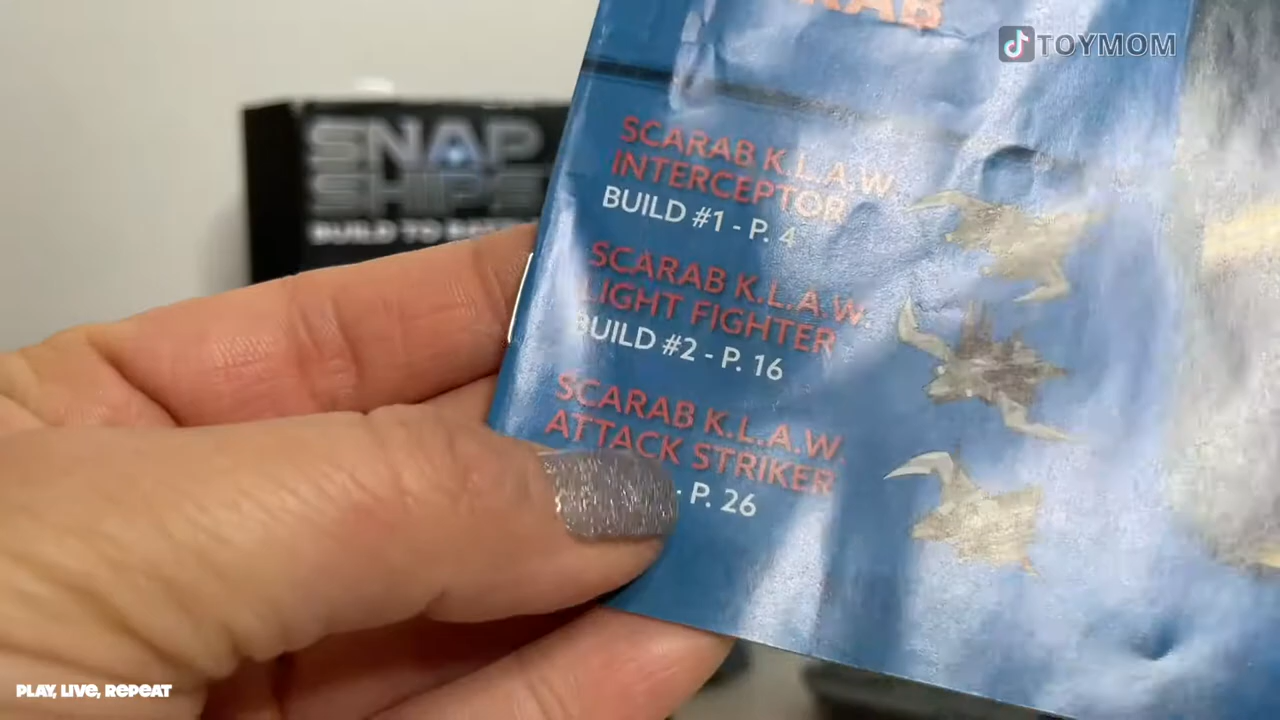 TOYMOM
SNAP
SHIPS
BUILD TO
SCARAB K.L.A.W.
INTERCEPTOR
BUILD #1 - P. 4
SCARAB K.L.A.W.
LIGHT FIGHTER
BUILD #2 - P. 16
SCARAB K.L.A.W.
ATTACK STRIKER
P. 26
PLAY, LIVE, REPEAT